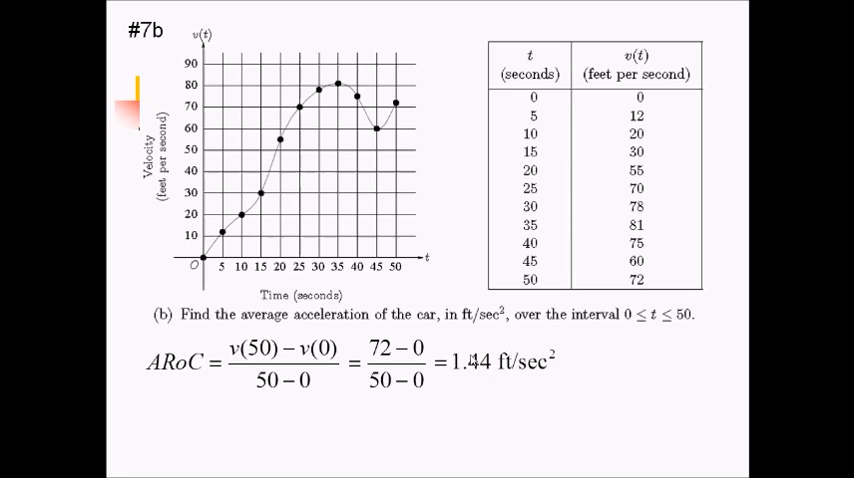 #7b
v(t)
90
80
70
60
50
40
30
20
10
O
5 10 15 20 25 30 35 40 45 50
t
Velocity
(feet per second)
Time (seconds)
t v(t)
(seconds) (feet per second)
0 0
5 12
10 20
15 30
20 55
25 70
30 78
35 81
40 75
45 60
50 72
(b) Find the average acceleration of the car, in ft/sec², over the interval 0 ≤ t ≤ 50.
ARoC = (v(50) − v(0))/(50 − 0) = (72 − 0)/(50 − 0) = 1.44 ft/sec²